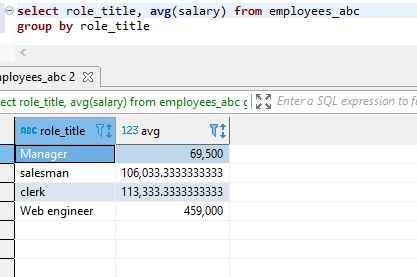 select role_title, avg(salary) from employees_abc
group by role_title
mployees_abc 2
ect role_title, avg(salary) from employees_abc g
Enter a SQL expression to f
ABC role_title 123 avg
Manager 69,500
salesman 106,033.3333333333
clerk 113,333.3333333333
Web engineer 459,000